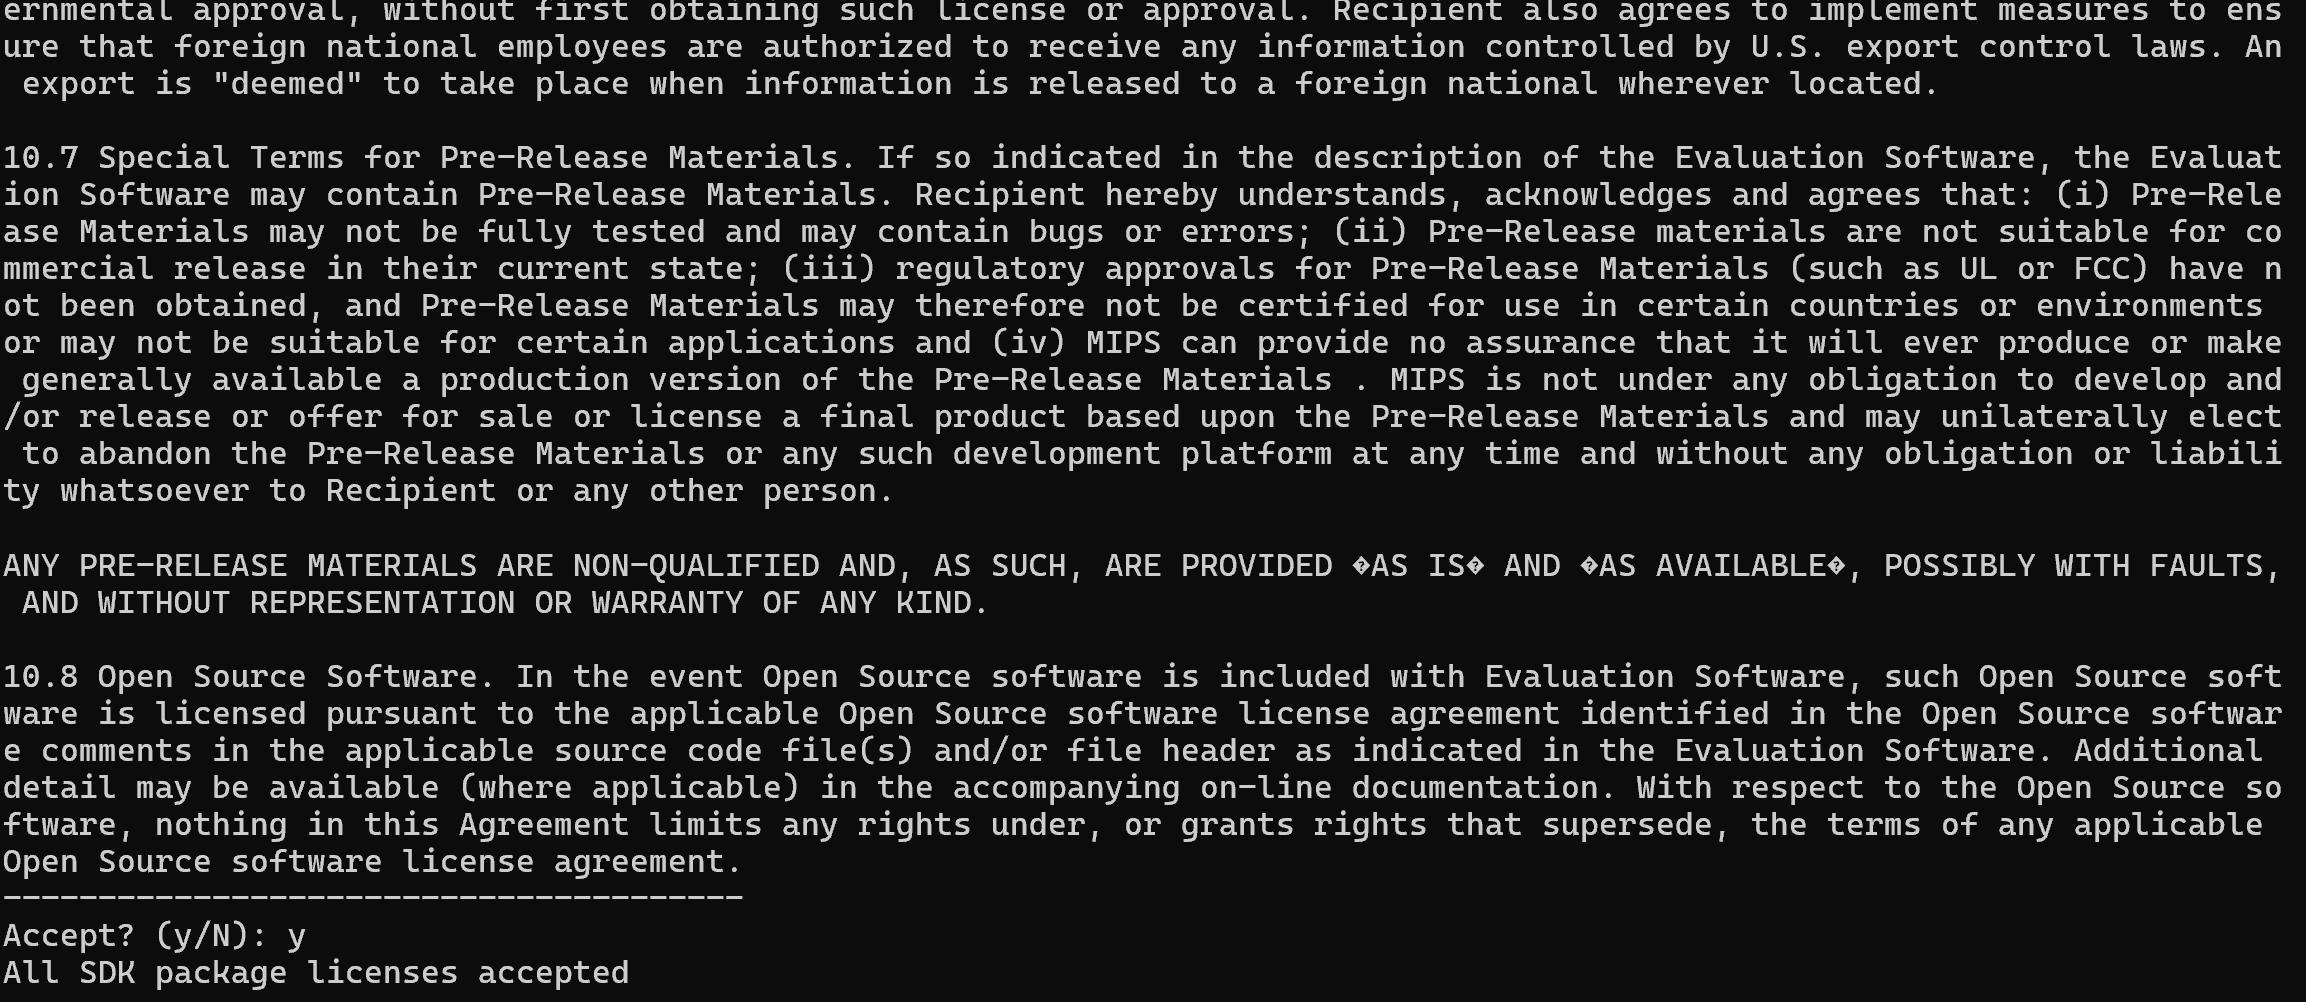 ernmental approval, without first obtaining such license or approval. Recipient also agrees to implement measures to ens
ure that foreign national employees are authorized to receive any information controlled by U.S. export control laws. An
 export is "deemed" to take place when information is released to a foreign national wherever located.

10.7 Special Terms for Pre-Release Materials. If so indicated in the description of the Evaluation Software, the Evaluat
ion Software may contain Pre-Release Materials. Recipient hereby understands, acknowledges and agrees that: (i) Pre-Rele
ase Materials may not be fully tested and may contain bugs or errors; (ii) Pre-Release materials are not suitable for co
mmercial release in their current state; (iii) regulatory approvals for Pre-Release Materials (such as UL or FCC) have n
ot been obtained, and Pre-Release Materials may therefore not be certified for use in certain countries or environments
or may not be suitable for certain applications and (iv) MIPS can provide no assurance that it will ever produce or make
 generally available a production version of the Pre-Release Materials . MIPS is not under any obligation to develop and
/or release or offer for sale or license a final product based upon the Pre-Release Materials and may unilaterally elect
 to abandon the Pre-Release Materials or any such development platform at any time and without any obligation or liabili
ty whatsoever to Recipient or any other person.

ANY PRE-RELEASE MATERIALS ARE NON-QUALIFIED AND, AS SUCH, ARE PROVIDED �AS IS� AND �AS AVAILABLE�, POSSIBLY WITH FAULTS,
 AND WITHOUT REPRESENTATION OR WARRANTY OF ANY KIND.

10.8 Open Source Software. In the event Open Source software is included with Evaluation Software, such Open Source soft
ware is licensed pursuant to the applicable Open Source software license agreement identified in the Open Source softwar
e comments in the applicable source code file(s) and/or file header as indicated in the Evaluation Software. Additional
detail may be available (where applicable) in the accompanying on-line documentation. With respect to the Open Source so
ftware, nothing in this Agreement limits any rights under, or grants rights that supersede, the terms of any applicable
Open Source software license agreement.
---------------------------------------
Accept? (y/N): y
All SDK package licenses accepted